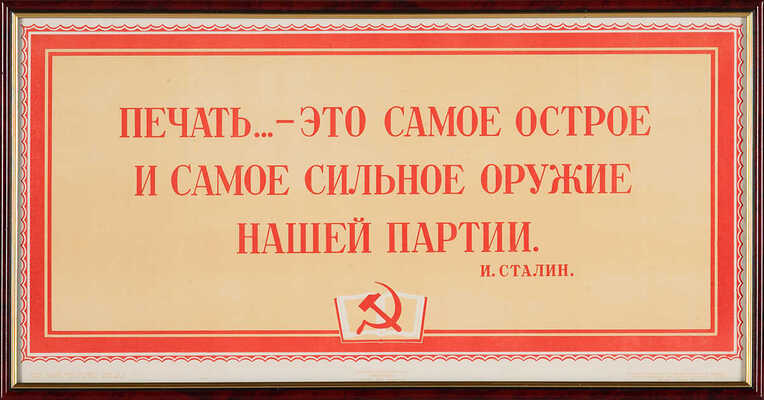 ПЕЧАТЬ...– ЭТО САМОЕ ОСТРОЕ
И САМОЕ СИЛЬНОЕ ОРУЖИЕ
НАШЕЙ ПАРТИИ.
И. СТАЛИН.